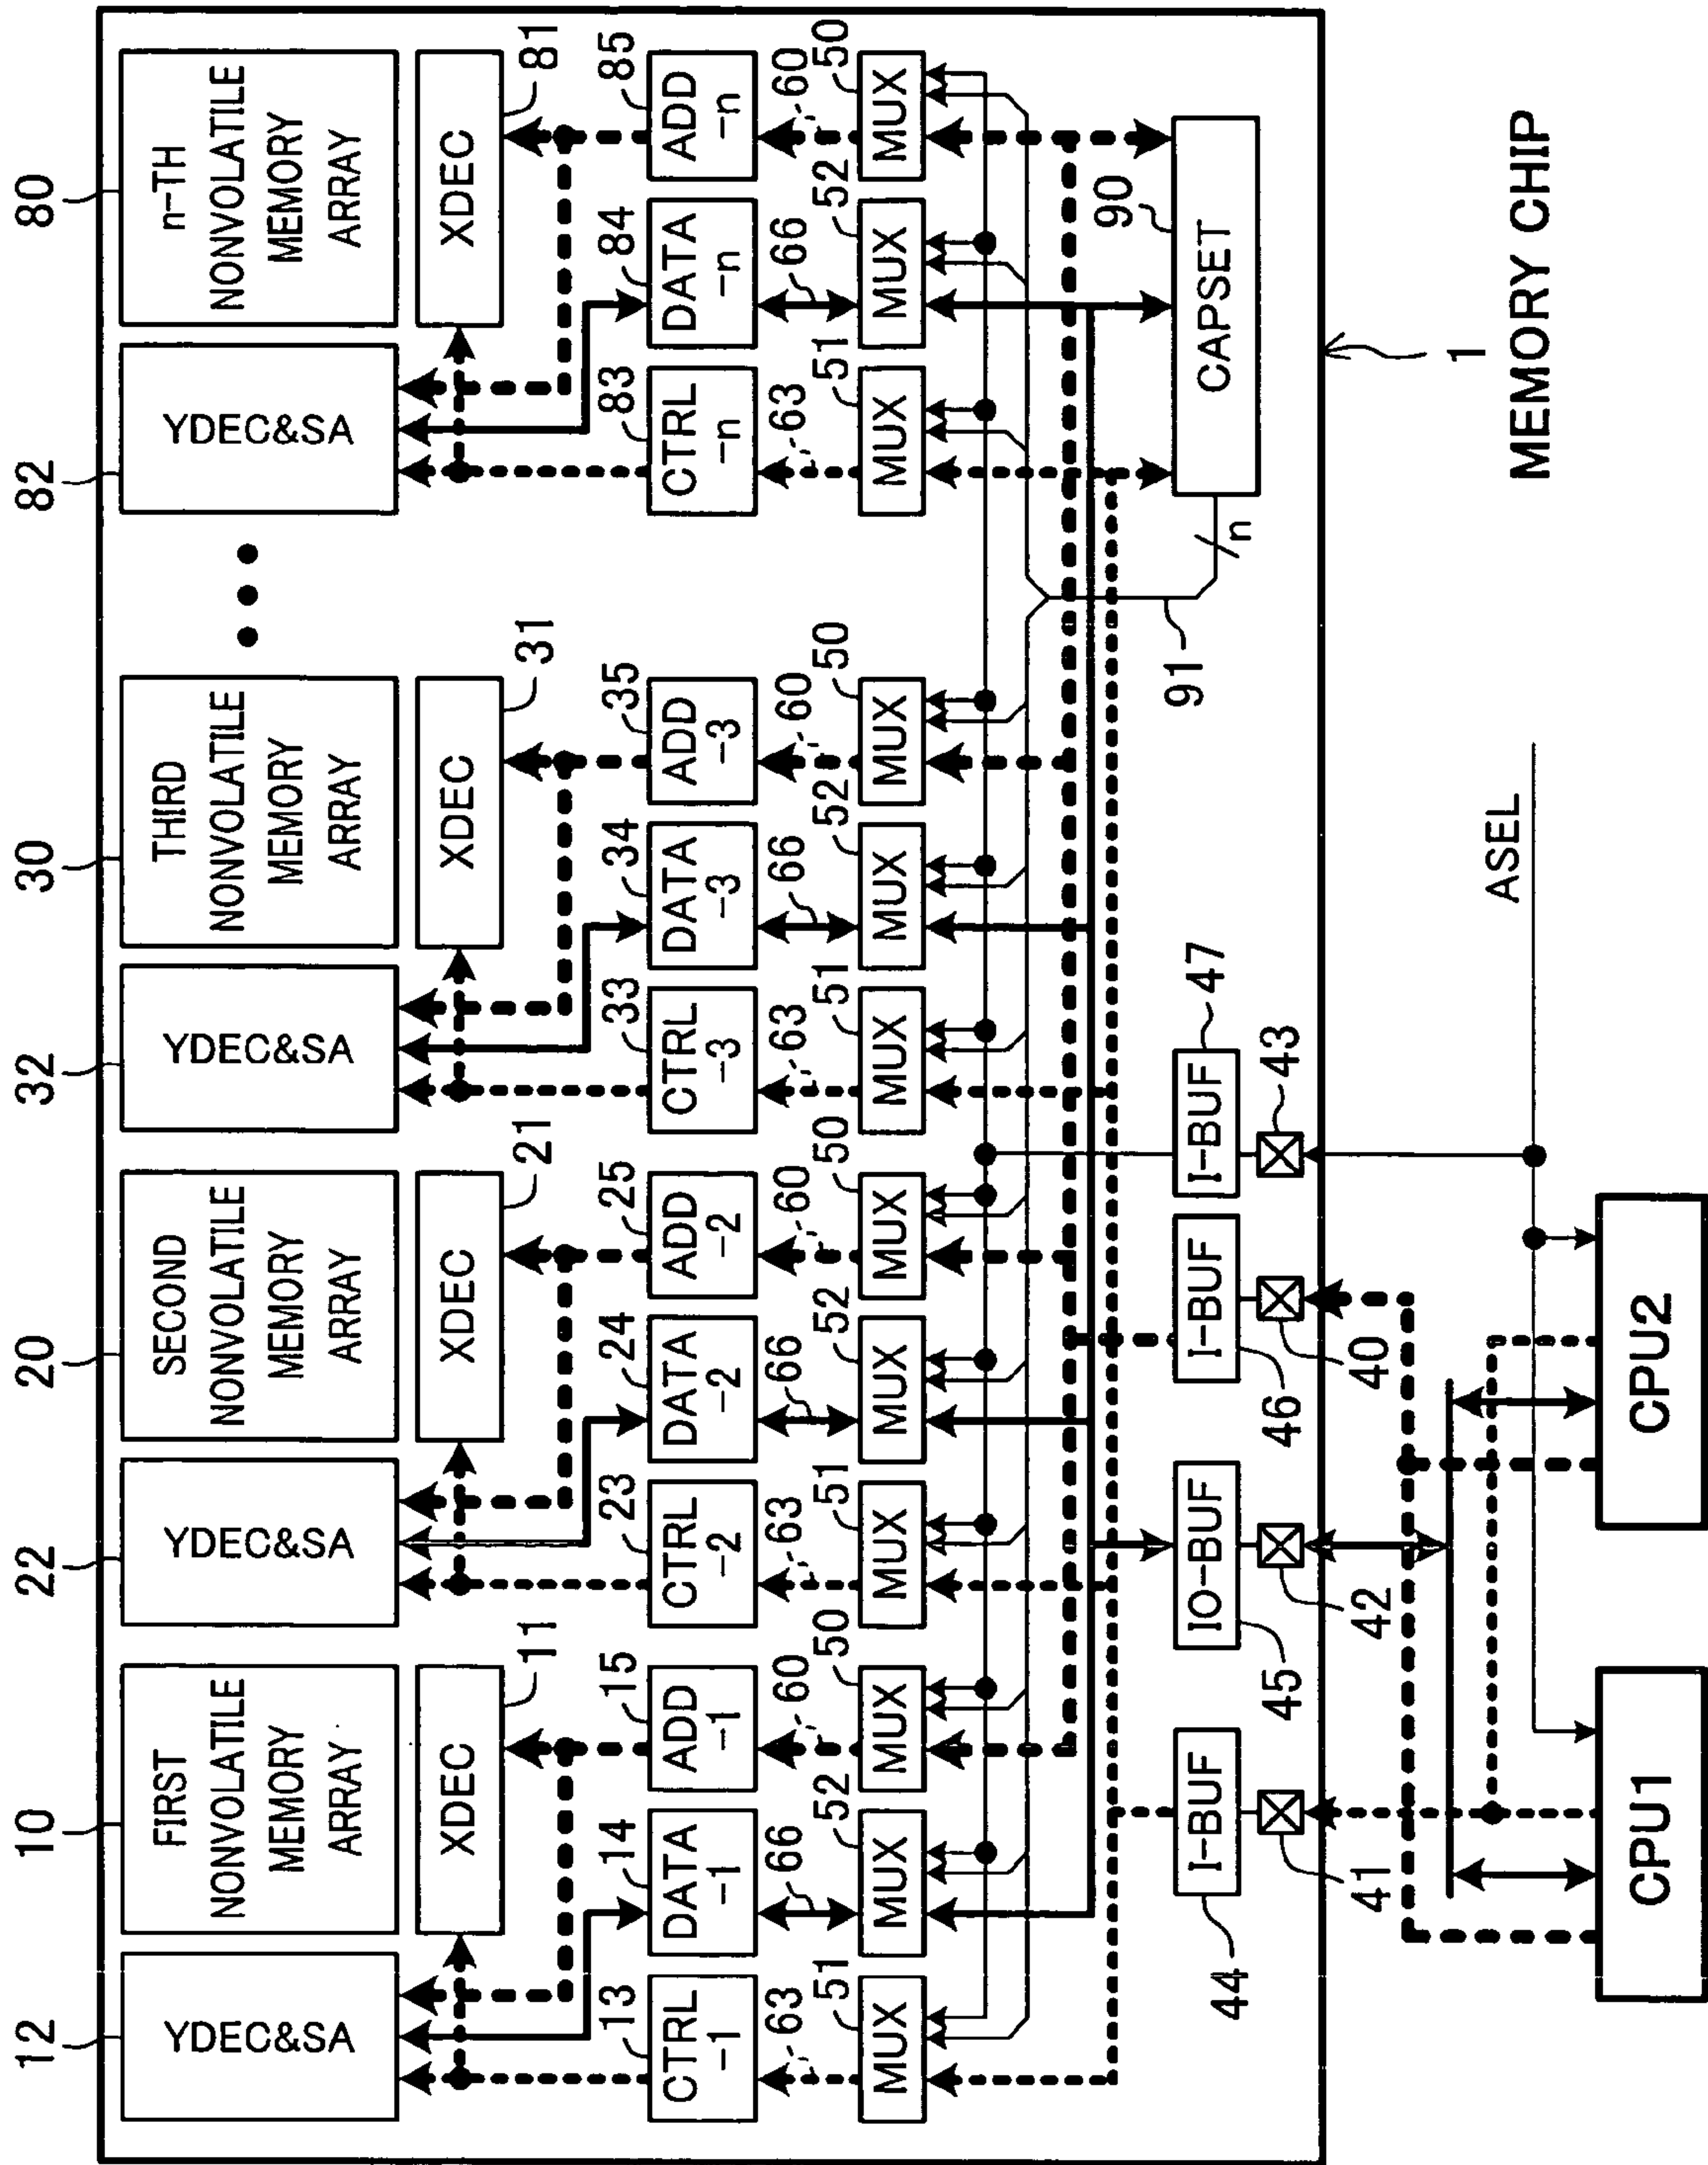 12
10
22
20
32
30
82
80
YDEC&SA
FIRST
NONVOLATILE
MEMORY
ARRAY
YDEC&SA
SECOND
NONVOLATILE
MEMORY
ARRAY
YDEC&SA
THIRD
NONVOLATILE
MEMORY
ARRAY
YDEC&SA
n-TH
NONVOLATILE
MEMORY
ARRAY
XDEC
11
XDEC
21
XDEC
31
XDEC
81
13
14
15
23
24
25
33
34
35
83
84
85
CTRL
-1
DATA
-1
ADD
-1
CTRL
-2
DATA
-2
ADD
-2
CTRL
-3
DATA
-3
ADD
-3
CTRL
-n
DATA
-n
ADD
-n
63
66
60
63
66
60
63
66
60
63
66
60
51
52
50
51
52
50
51
52
50
51
52
50
MUX
MUX
MUX
MUX
MUX
MUX
MUX
MUX
MUX
MUX
MUX
MUX
91
n
90
CAPSET
44
I-BUF
45
IO-BUF
46
I-BUF
I-BUF
47
41
42
40
43
1
MEMORY CHIP
ASEL
CPU1
CPU2